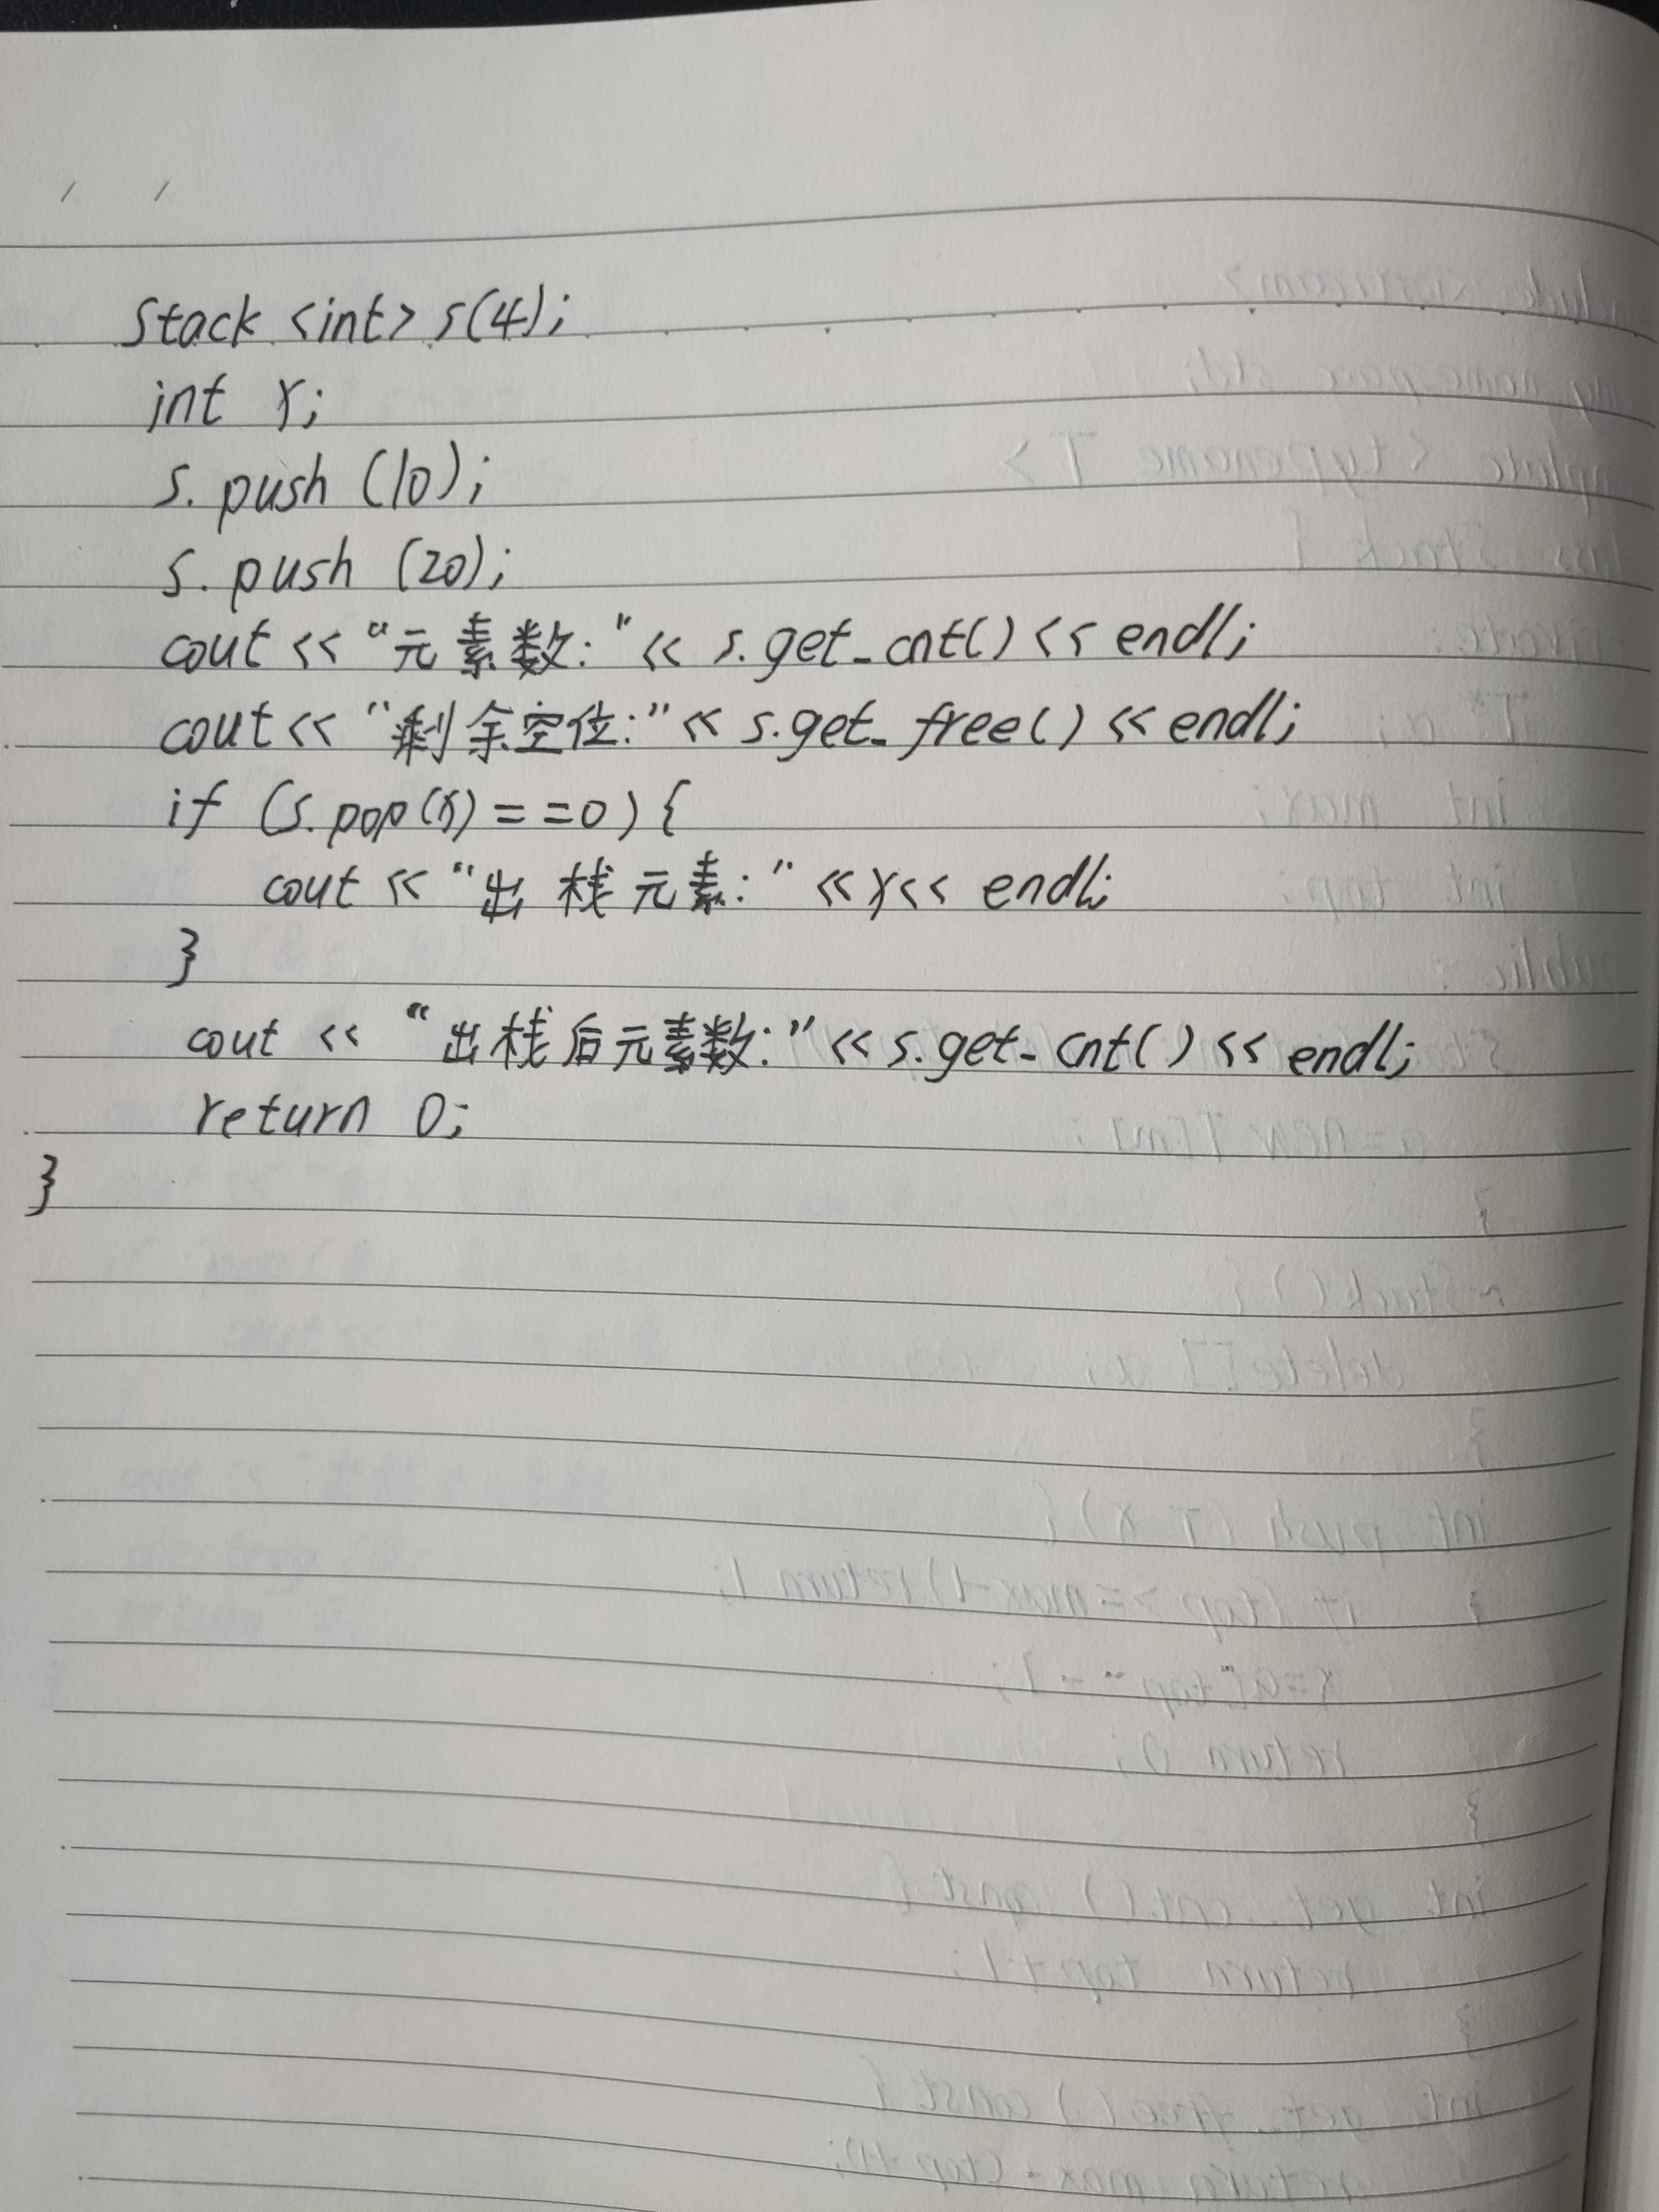 Stack <int> s(4);
int x;
s. push (10);
s. push (20);
cout << "元素数:" << s. get_cnt() << endl;
cout << "剩余空位:" << s.get_free() << endl;
if (s. pop(x) == 0) {
cout << "出栈元素:" << x << endl;
}
cout << "出栈后元素数:" << s.get_cnt() << endl;
return 0;
}